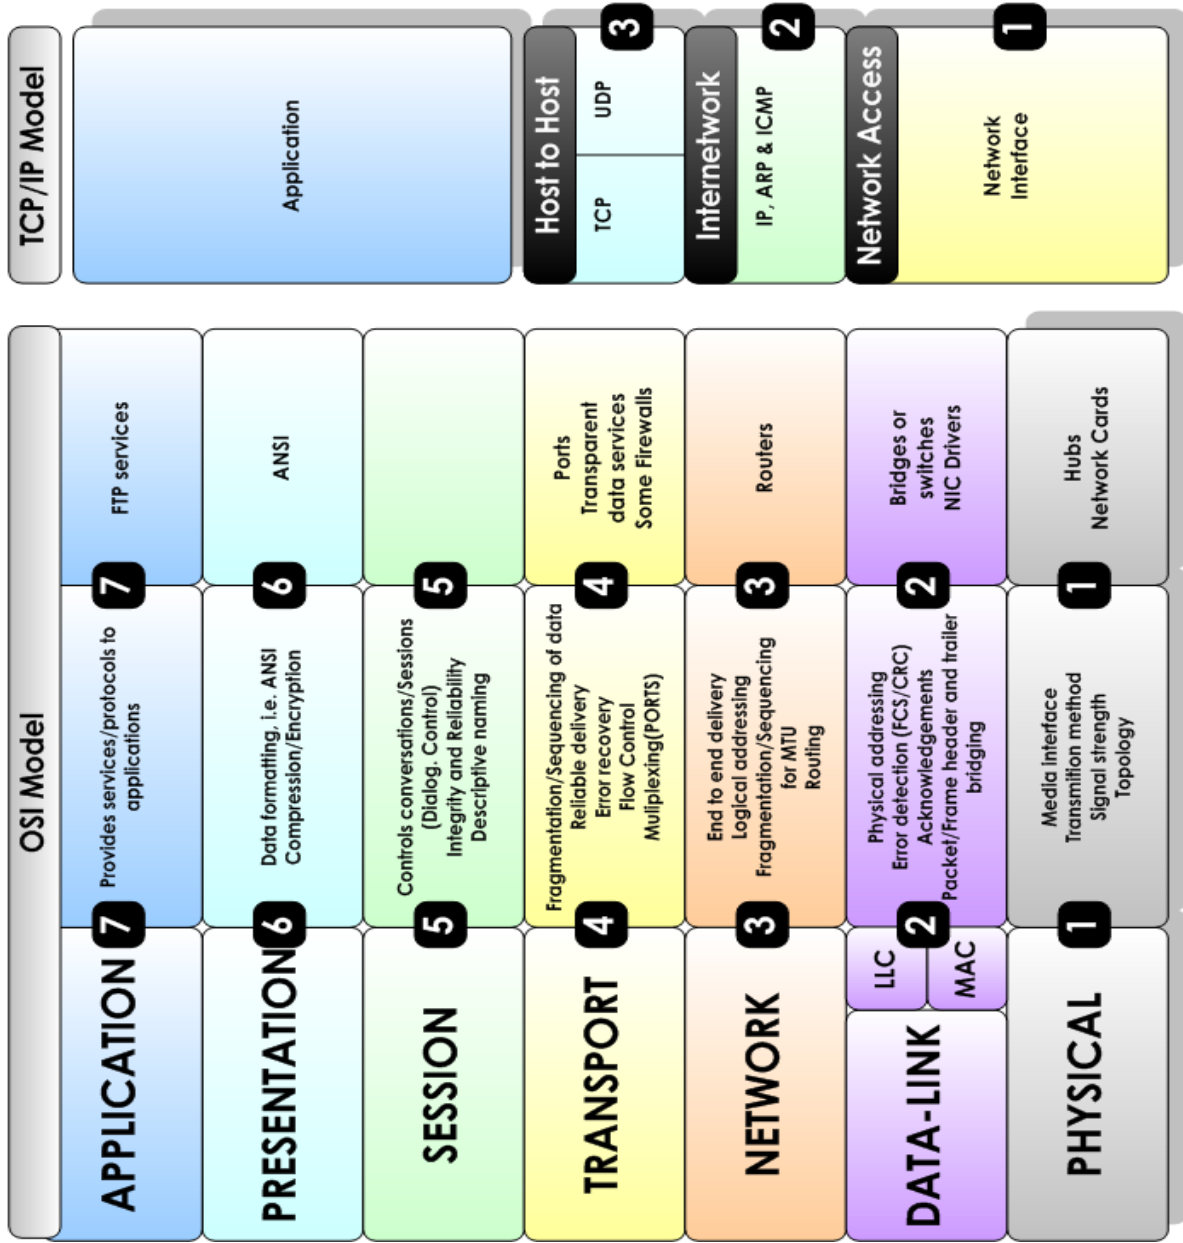 OSI Model
TCP/IP Model
APPLICATION
7
Provides services/protocols to
applications
7
FTP services
PRESENTATION
6
Data formatting, i.e. ANSI
Compression/Encryption
6
ANSI
SESSION
5
Controls conversations/Sessions
(Dialog. Control)
Integrity and Reliability
Descriptive naming
5
TRANSPORT
4
Fragmentation/Sequencing of data
Reliable delivery
Error recovery
Flow Control
Muliplexing(PORTS)
4
Ports
Transparent
data services
Some Firewalls
NETWORK
3
End to end delivery
Logical addressing
Fragmentation/Sequencing
for MTU
Routing
3
Routers
DATA-LINK
LLC
MAC
2
Physical addressing
Error detection (FCS/CRC)
Acknowledgements
Packet/Frame header and trailer
bridging
2
Bridges or
switches
NIC Drivers
PHYSICAL
1
Media interface
Transmition method
Signal strength
Topology
1
Hubs
Network Cards
Application
Host to Host
3
TCP
UDP
Internetwork
2
IP, ARP & ICMP
Network Access
1
Network
Interface